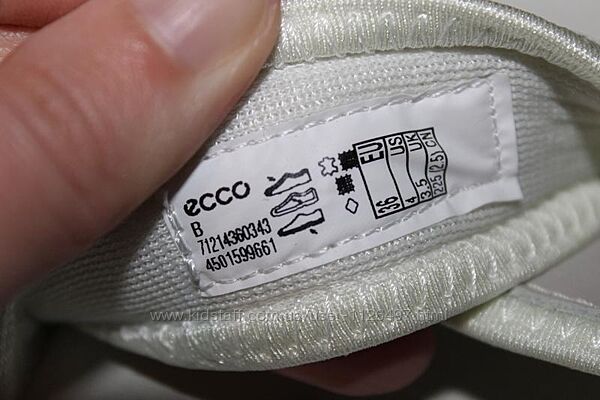 ecco
B
71214360343
4501599661
EU 36
US 4
UK 3.5
CN 225(2.5)